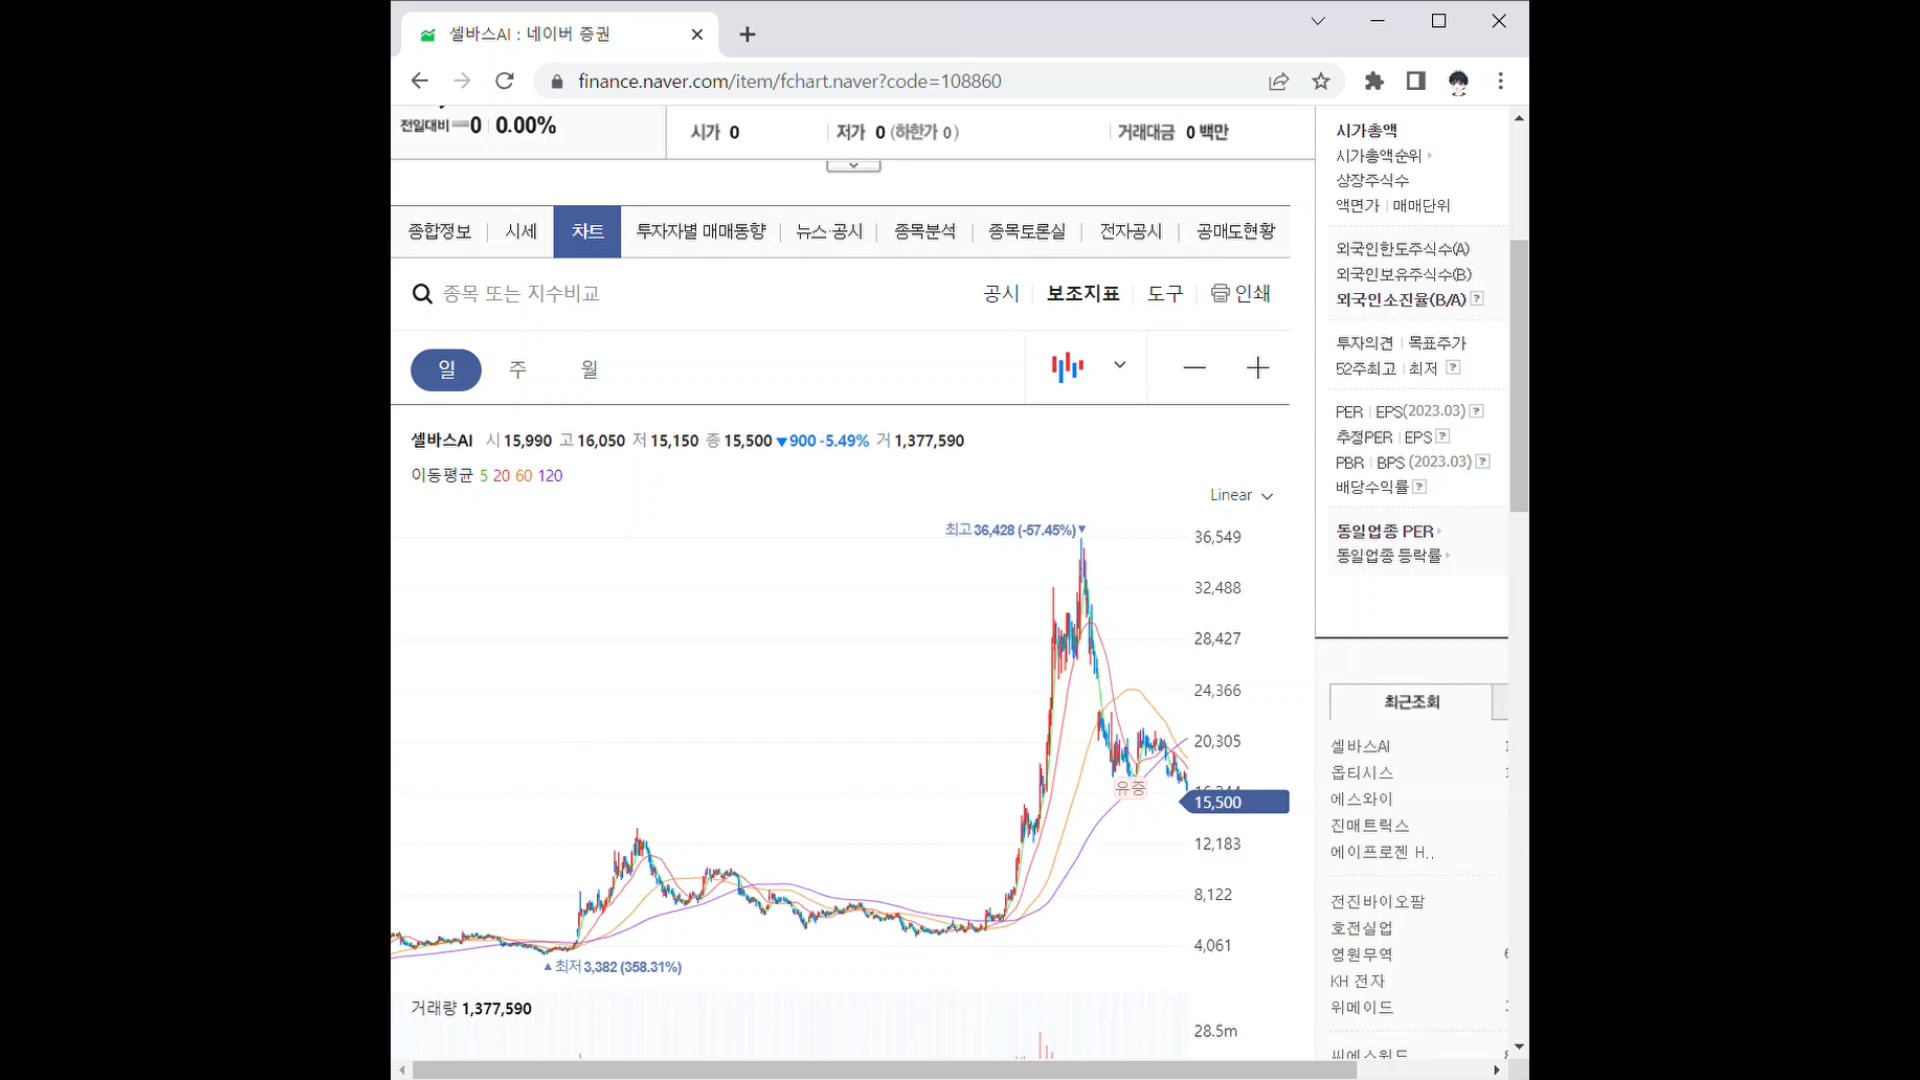 셀바스AI : 네이버 증권
finance.naver.com/item/fchart.naver?code=108860
전일대비 0 0.00%
시가 0 저가 0 (하한가 0) 거래대금 0 백만
종합정보 시세 차트 투자자별 매매동향 뉴스·공시 종목분석 종목토론실 전자공시 공매도현황
종목 또는 지수비교 공시 보조지표 도구 인쇄
일 주 월
셀바스AI 시 15,990 고 16,050 저 15,150 종 15,500 ▼900 -5.49% 거 1,377,590
이동평균 5 20 60 120
Linear
최고 36,428 (-57.45%)▼
36,549
32,488
28,427
24,366
20,305
유증
15,500
12,183
8,122
4,061
▲최저 3,382 (358.31%)
거래량 1,377,590
28.5m
시가총액
시가총액순위
상장주식수
액면가 | 매매단위
외국인한도주식수(A)
외국인보유주식수(B)
외국인소진율(B/A) ?
투자의견 | 목표주가
52주최고 | 최저 ?
PER | EPS(2023.03) ?
추정PER | EPS ?
PBR | BPS (2023.03) ?
배당수익률 ?
동일업종 PER
동일업종 등락률
최근조회
셀바스AI
옵티시스
에스와이
진매트릭스
에이프로젠 H..
전진바이오팜
호전실업
영원무역
KH 전자
위메이드